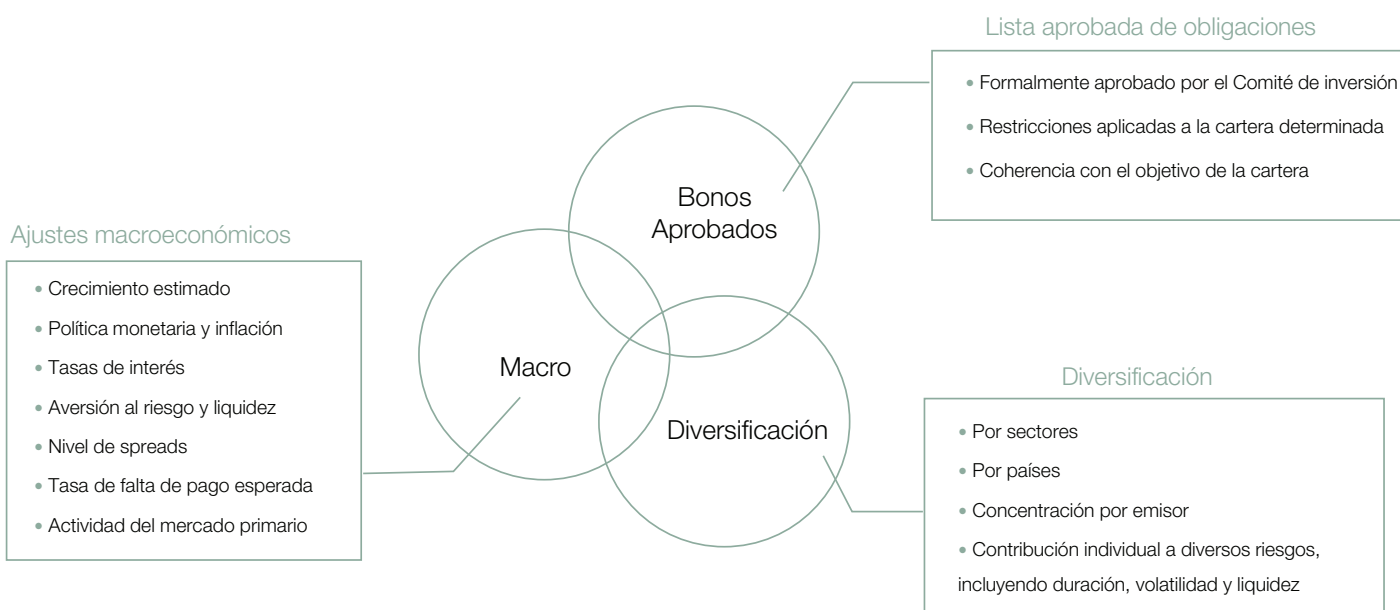 Lista aprobada de obligaciones
• Formalmente aprobado por el Comité de inversión
• Restricciones aplicadas a la cartera determinada
• Coherencia con el objetivo de la cartera
Bonos
Aprobados
Ajustes macroeconómicos
• Crecimiento estimado
• Política monetaria y inflación
• Tasas de interés
• Aversión al riesgo y liquidez
• Nivel de spreads
• Tasa de falta de pago esperada
• Actividad del mercado primario
Macro
Diversificación
Diversificación
• Por sectores
• Por países
• Concentración por emisor
• Contribución individual a diversos riesgos,
incluyendo duración, volatilidad y liquidez